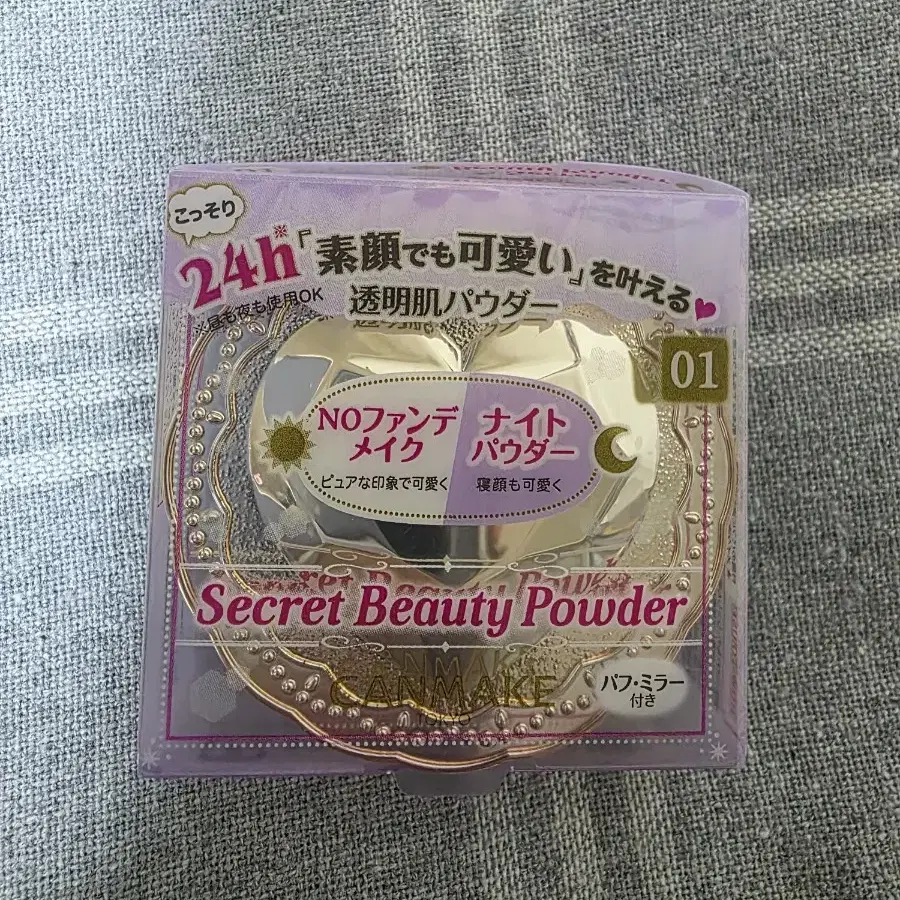 こっそり
24h※「素顔でも可愛い」を叶える
※昼も夜も使用OK
透明肌パウダー
01
NOファンデ
メイク
ピュアな印象で可愛く
ナイト
パウダー
寝顔も可愛く
Secret Beauty Powder
CANMAKE
TOKYO
パフ・ミラー
付き